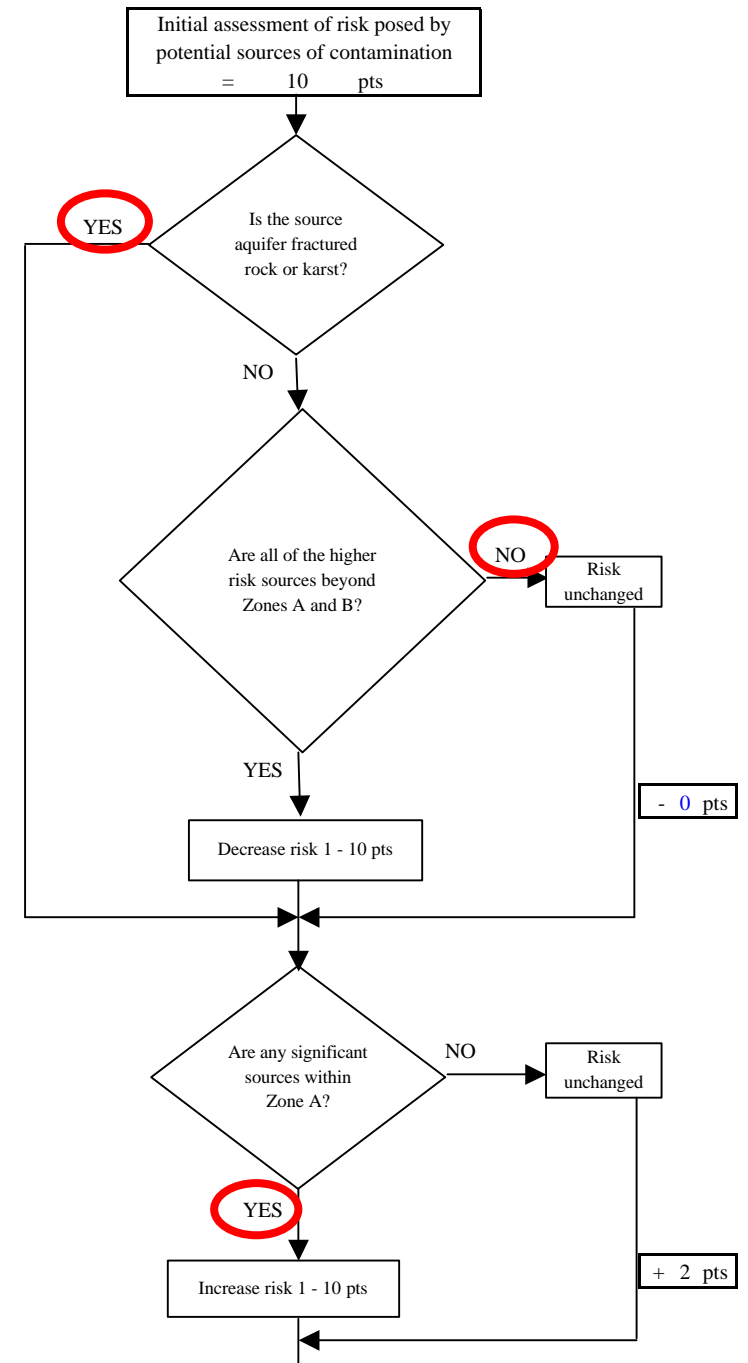 Initial assessment of risk posed by
potential sources of contamination
= 10 pts
YES
Is the source
aquifer fractured
rock or karst?
NO
Are all of the higher
risk sources beyond
Zones A and B?
NO
Risk
unchanged
YES
- 0 pts
Decrease risk 1 - 10 pts
Are any significant
sources within
Zone A?
NO
Risk
unchanged
YES
+ 2 pts
Increase risk 1 - 10 pts